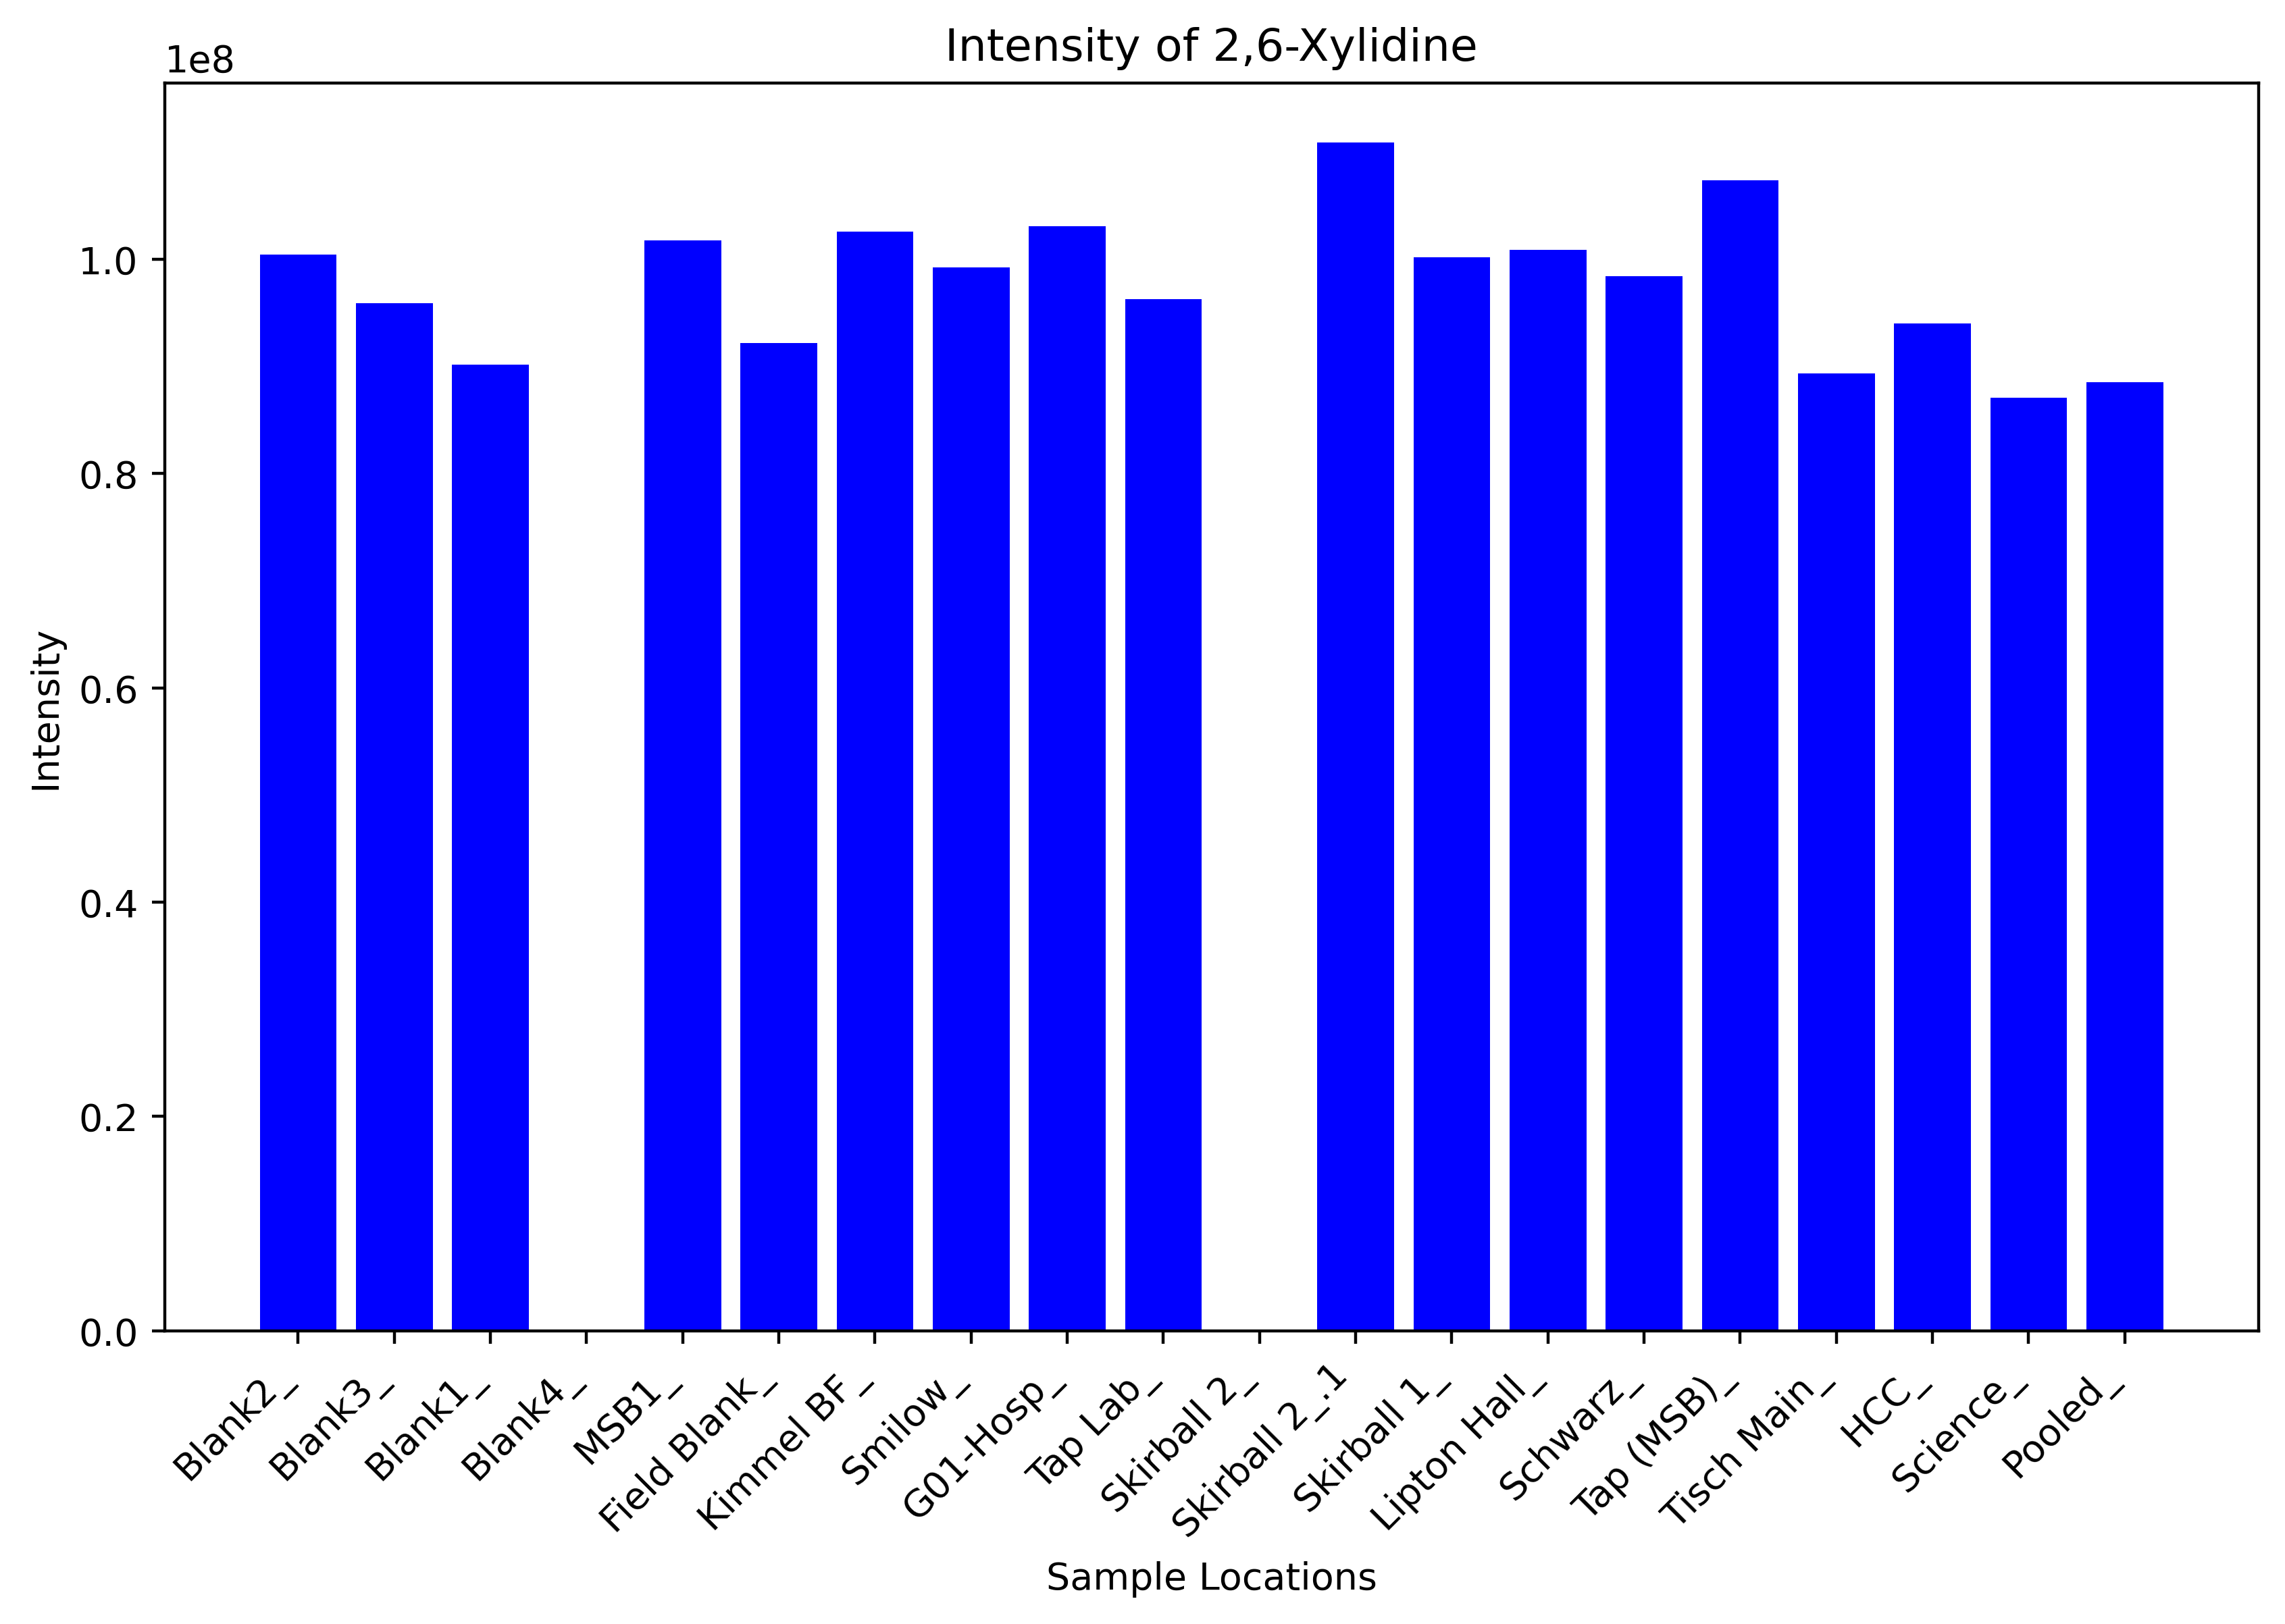 Intensity of 2,6-Xylidine
1e8
1.0
0.8
0.6
0.4
0.2
0.0
Intensity
Blank2_
Blank3_
Blank1_
Blank4_
MSB1_
Field Blank_
Kimmel BF_
Smilow_
G01-Hosp_
Tap Lab_
Skirball 2_
Skirball 2_.1
Skirball 1_
Lipton Hall_
Schwarz_
Tap (MSB)_
Tisch Main_
HCC_
Science_
Pooled_
Sample Locations